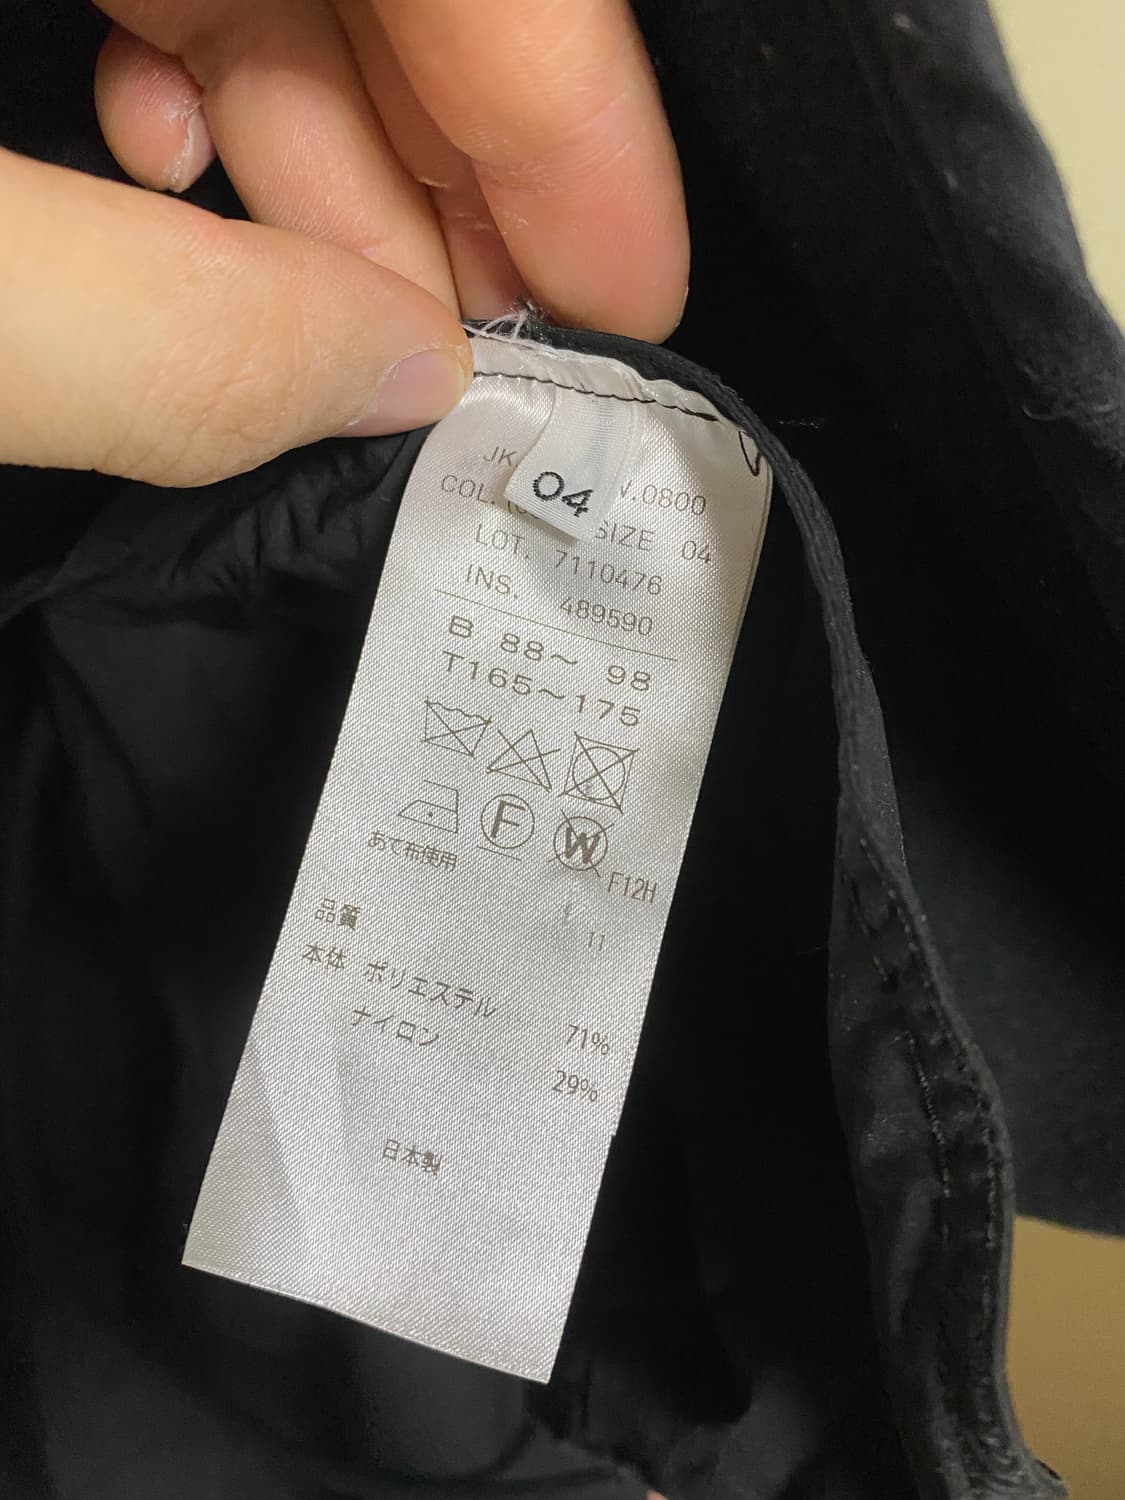 04
JK W.0800
COL. SIZE 04
LOT. 7110476
INS. 489590
B 88～ 98
T165～175
F W
あて布使用
F12H
11
品質
本体 ポリエステル 71%
ナイロン 29%
日本製